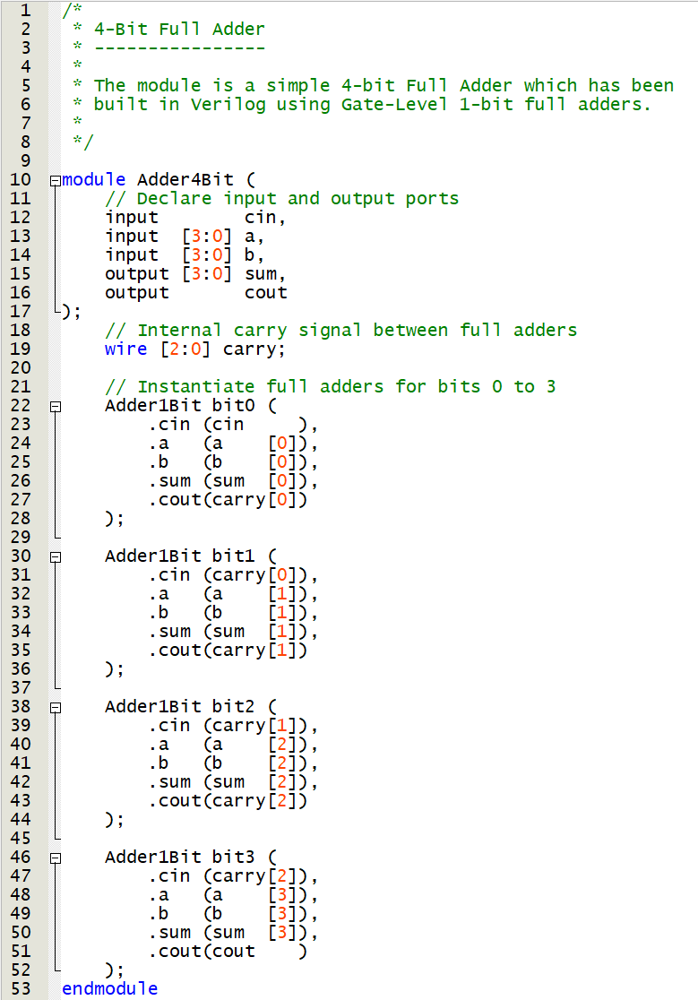 1 /*
2  * 4-Bit Full Adder
3  * ----------------
4  *
5  * The module is a simple 4-bit Full Adder which has been
6  * built in Verilog using Gate-Level 1-bit full adders.
7  *
8  */
9
10 module Adder4Bit (
11     // Declare input and output ports
12     input        cin,
13     input  [3:0] a,
14     input  [3:0] b,
15     output [3:0] sum,
16     output       cout
17 );
18     // Internal carry signal between full adders
19     wire [2:0] carry;
20
21     // Instantiate full adders for bits 0 to 3
22     Adder1Bit bit0 (
23         .cin (cin     ),
24         .a   (a    [0]),
25         .b   (b    [0]),
26         .sum (sum  [0]),
27         .cout(carry[0])
28     );
29
30     Adder1Bit bit1 (
31         .cin (carry[0]),
32         .a   (a    [1]),
33         .b   (b    [1]),
34         .sum (sum  [1]),
35         .cout(carry[1])
36     );
37
38     Adder1Bit bit2 (
39         .cin (carry[1]),
40         .a   (a    [2]),
41         .b   (b    [2]),
42         .sum (sum  [2]),
43         .cout(carry[2])
44     );
45
46     Adder1Bit bit3 (
47         .cin (carry[2]),
48         .a   (a    [3]),
49         .b   (b    [3]),
50         .sum (sum  [3]),
51         .cout(cout    )
52     );
53 endmodule